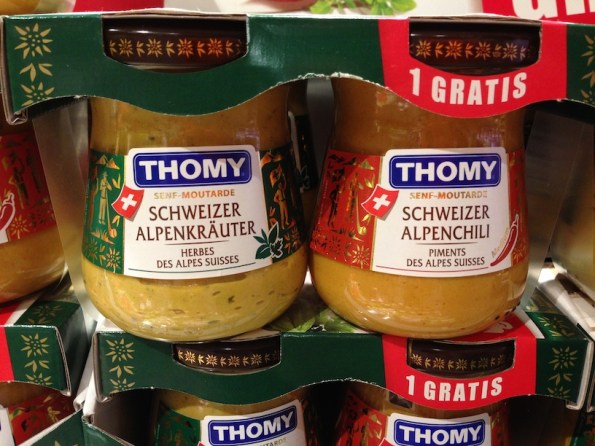 1 GRATIS
THOMY
SENF-MOUTARDE
SCHWEIZER
ALPENKRÄUTER
HERBES
DES ALPES SUISSES
THOMY
SENF-MOUTARDE
SCHWEIZER
ALPENCHILI
PIMENTS
DES ALPES SUISSES
1 GRATIS
THOMY
THOMY